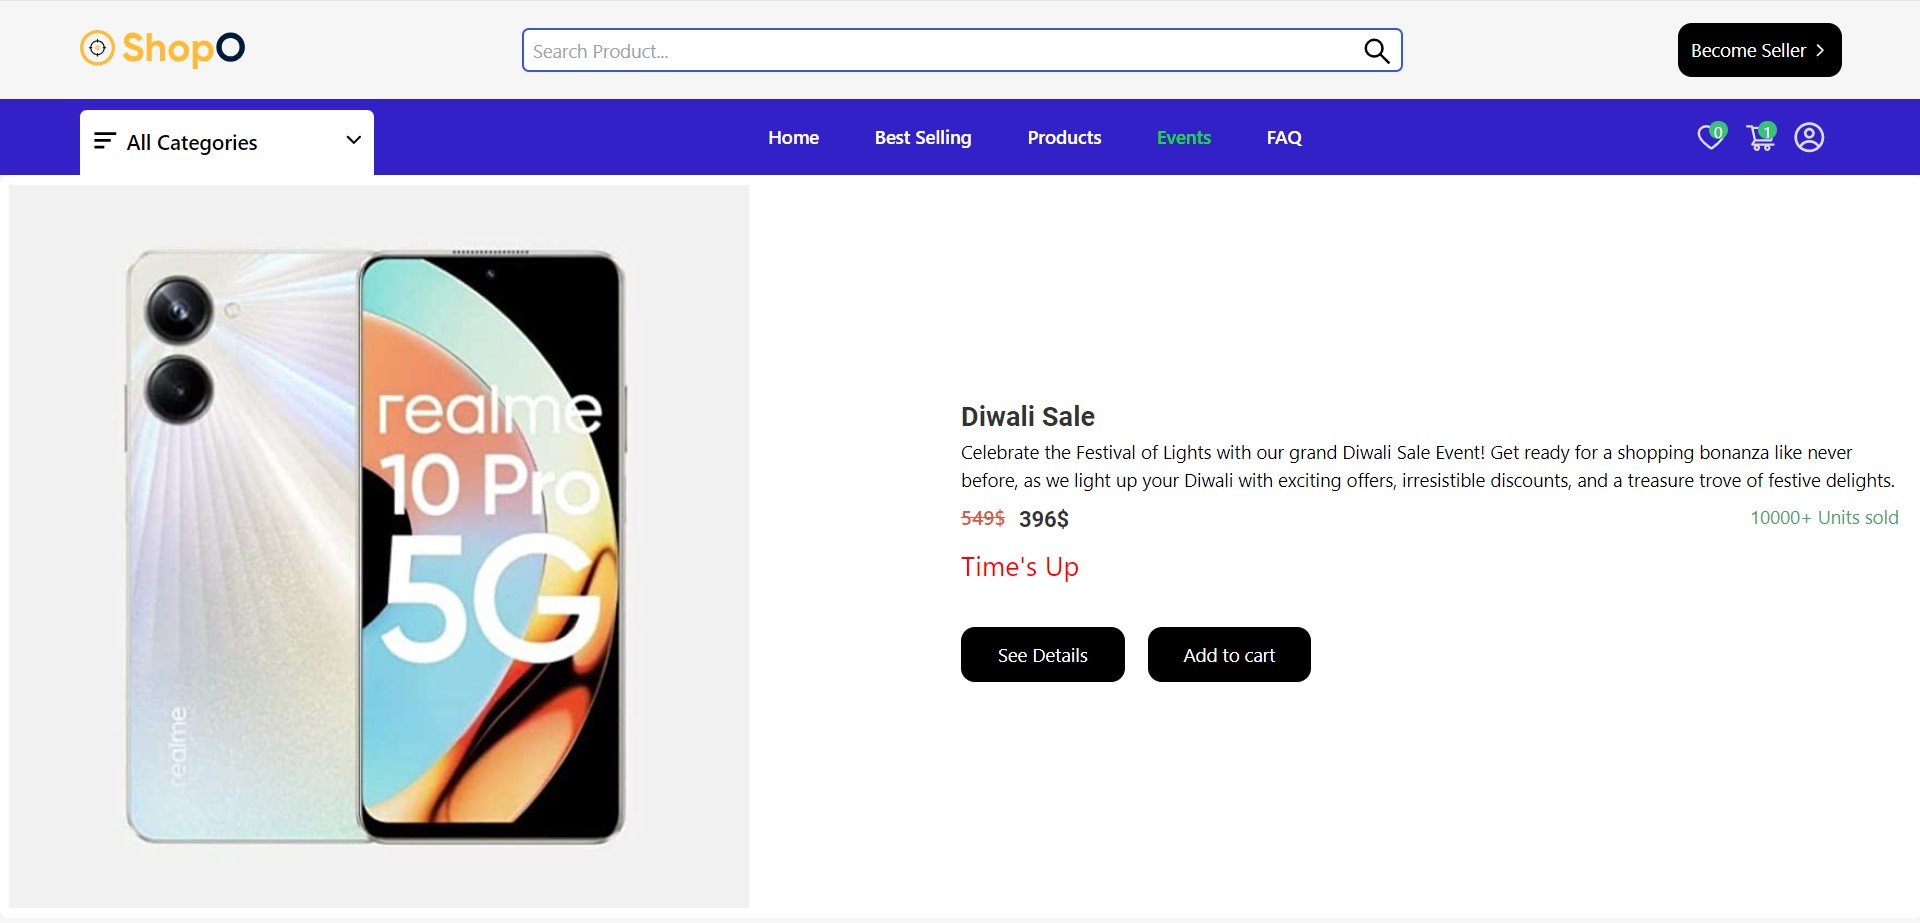 ShopO
Search Product...
Become Seller
All Categories
Home
Best Selling
Products
Events
FAQ
0
1
realme
10 Pro
5G
realme
Diwali Sale
Celebrate the Festival of Lights with our grand Diwali Sale Event! Get ready for a shopping bonanza like never
before, as we light up your Diwali with exciting offers, irresistible discounts, and a treasure trove of festive delights.
549$ 396$
10000+ Units sold
Time's Up
See Details
Add to cart